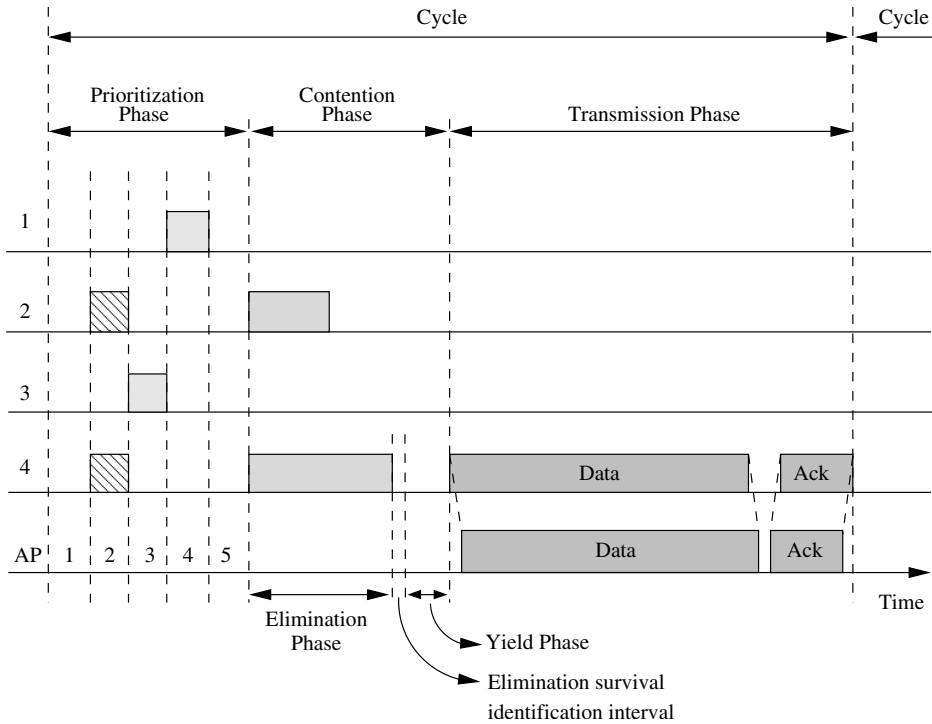 Cycle
Cycle
Prioritization
Phase
Contention
Phase
Transmission Phase
1
2
3
4
Data
Ack
AP
1
2
3
4
5
Data
Ack
Time
Elimination
Phase
Yield Phase
Elimination survival
identification interval